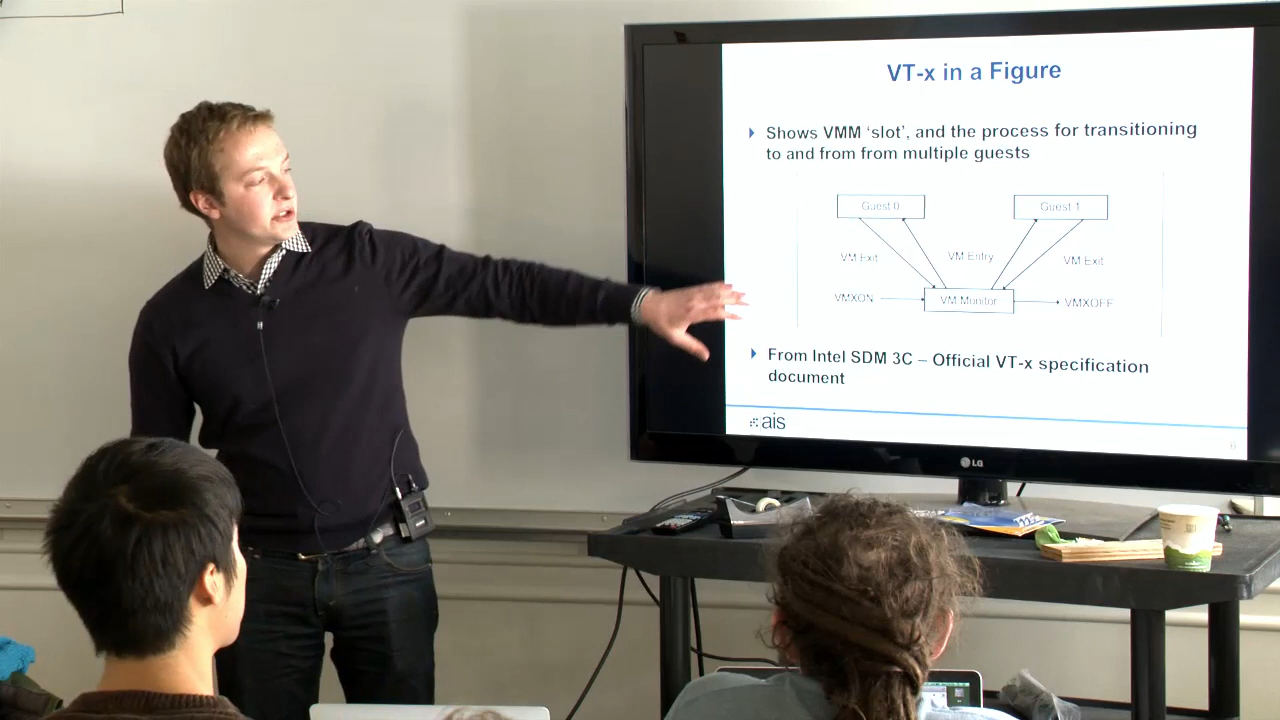 VT-x in a Figure
Shows VMM ‘slot’, and the process for transitioning
to and from from multiple guests
Guest 0
Guest 1
VM Exit
VM Entry
VM Exit
VMXON
VM Monitor
VMXOFF
From Intel SDM 3C – Official VT-x specification
document
ais
6
LG